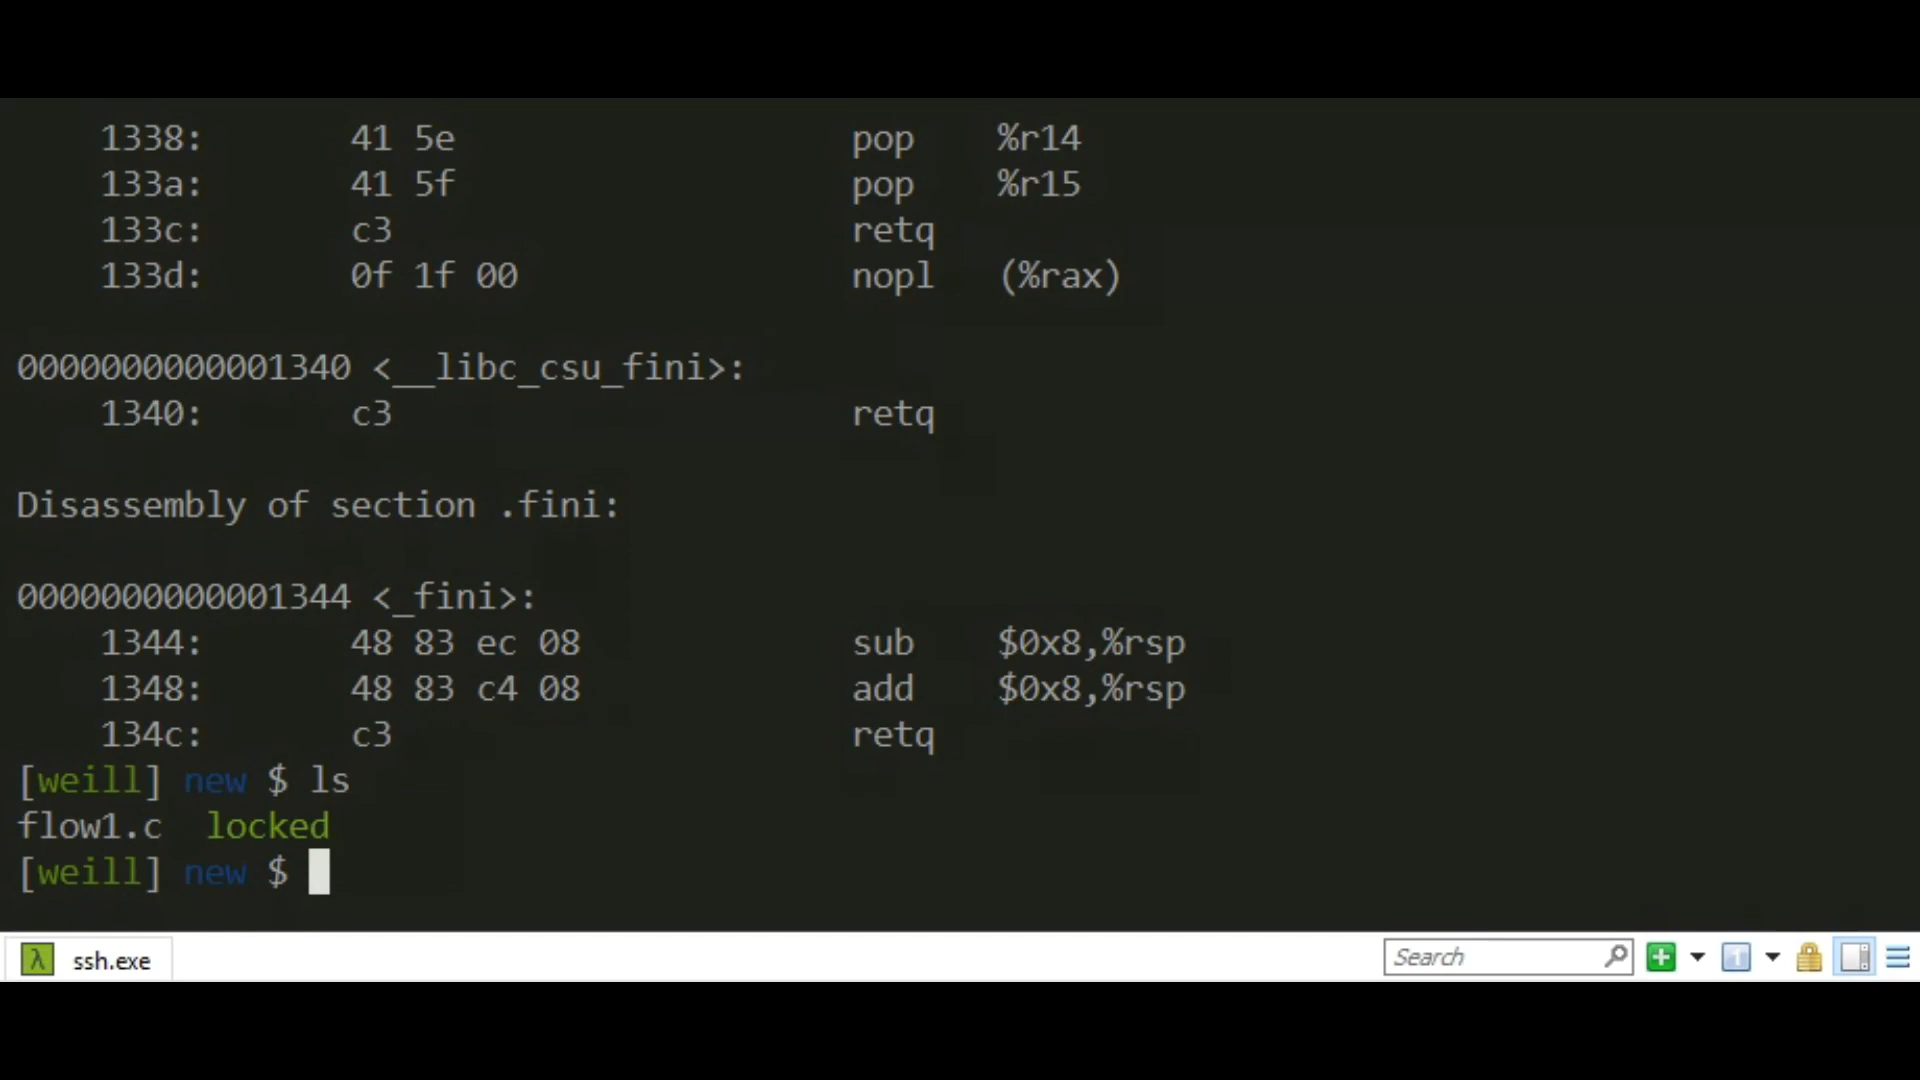 1338: 41 5e pop %r14
133a: 41 5f pop %r15
133c: c3 retq
133d: 0f 1f 00 nopl (%rax)
0000000000001340 <__libc_csu_fini>:
1340: c3 retq
Disassembly of section .fini:
0000000000001344 <_fini>:
1344: 48 83 ec 08 sub $0x8,%rsp
1348: 48 83 c4 08 add $0x8,%rsp
134c: c3 retq
[weill] new $ ls
flow1.c locked
[weill] new $
λ ssh.exe Search 1